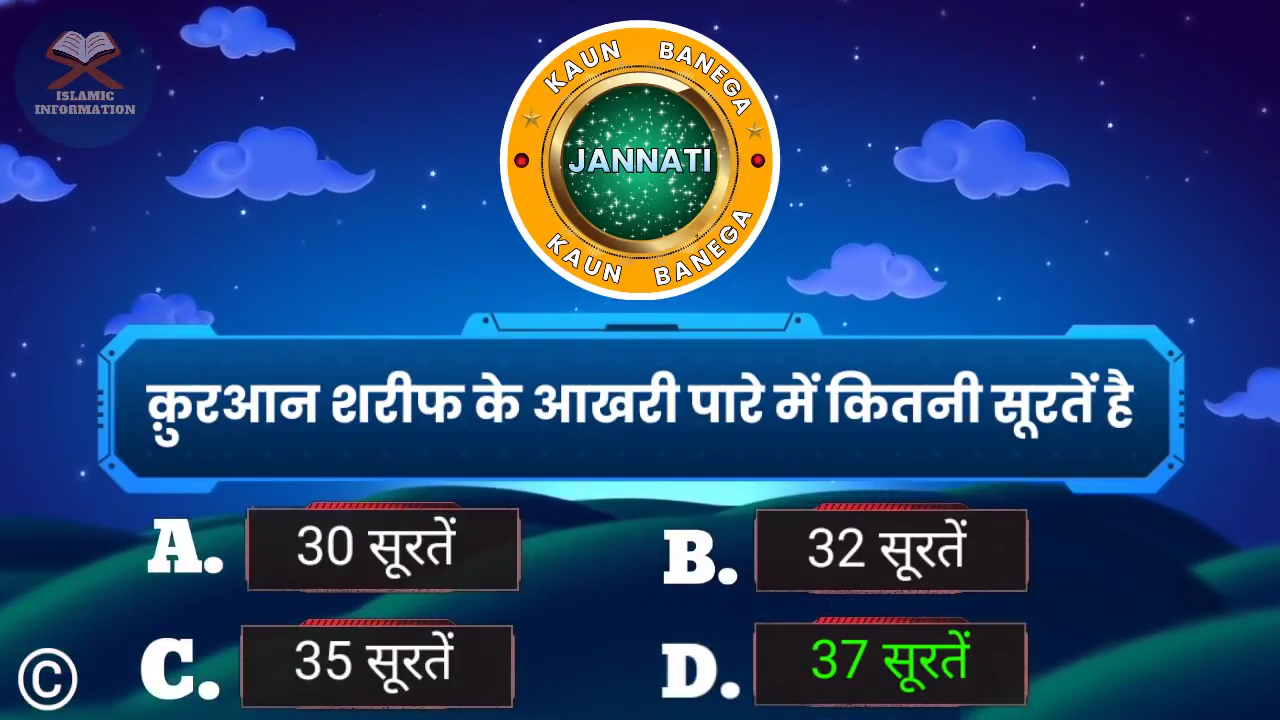 ISLAMIC
INFORMATION
KAUN BANEGA
JANNATI
KAUN BANEGA
क़ुरआन शरीफ के आखरी पारे में कितनी सूरतें है
A. 30 सूरतें
B. 32 सूरतें
C. 35 सूरतें
D. 37 सूरतें
©